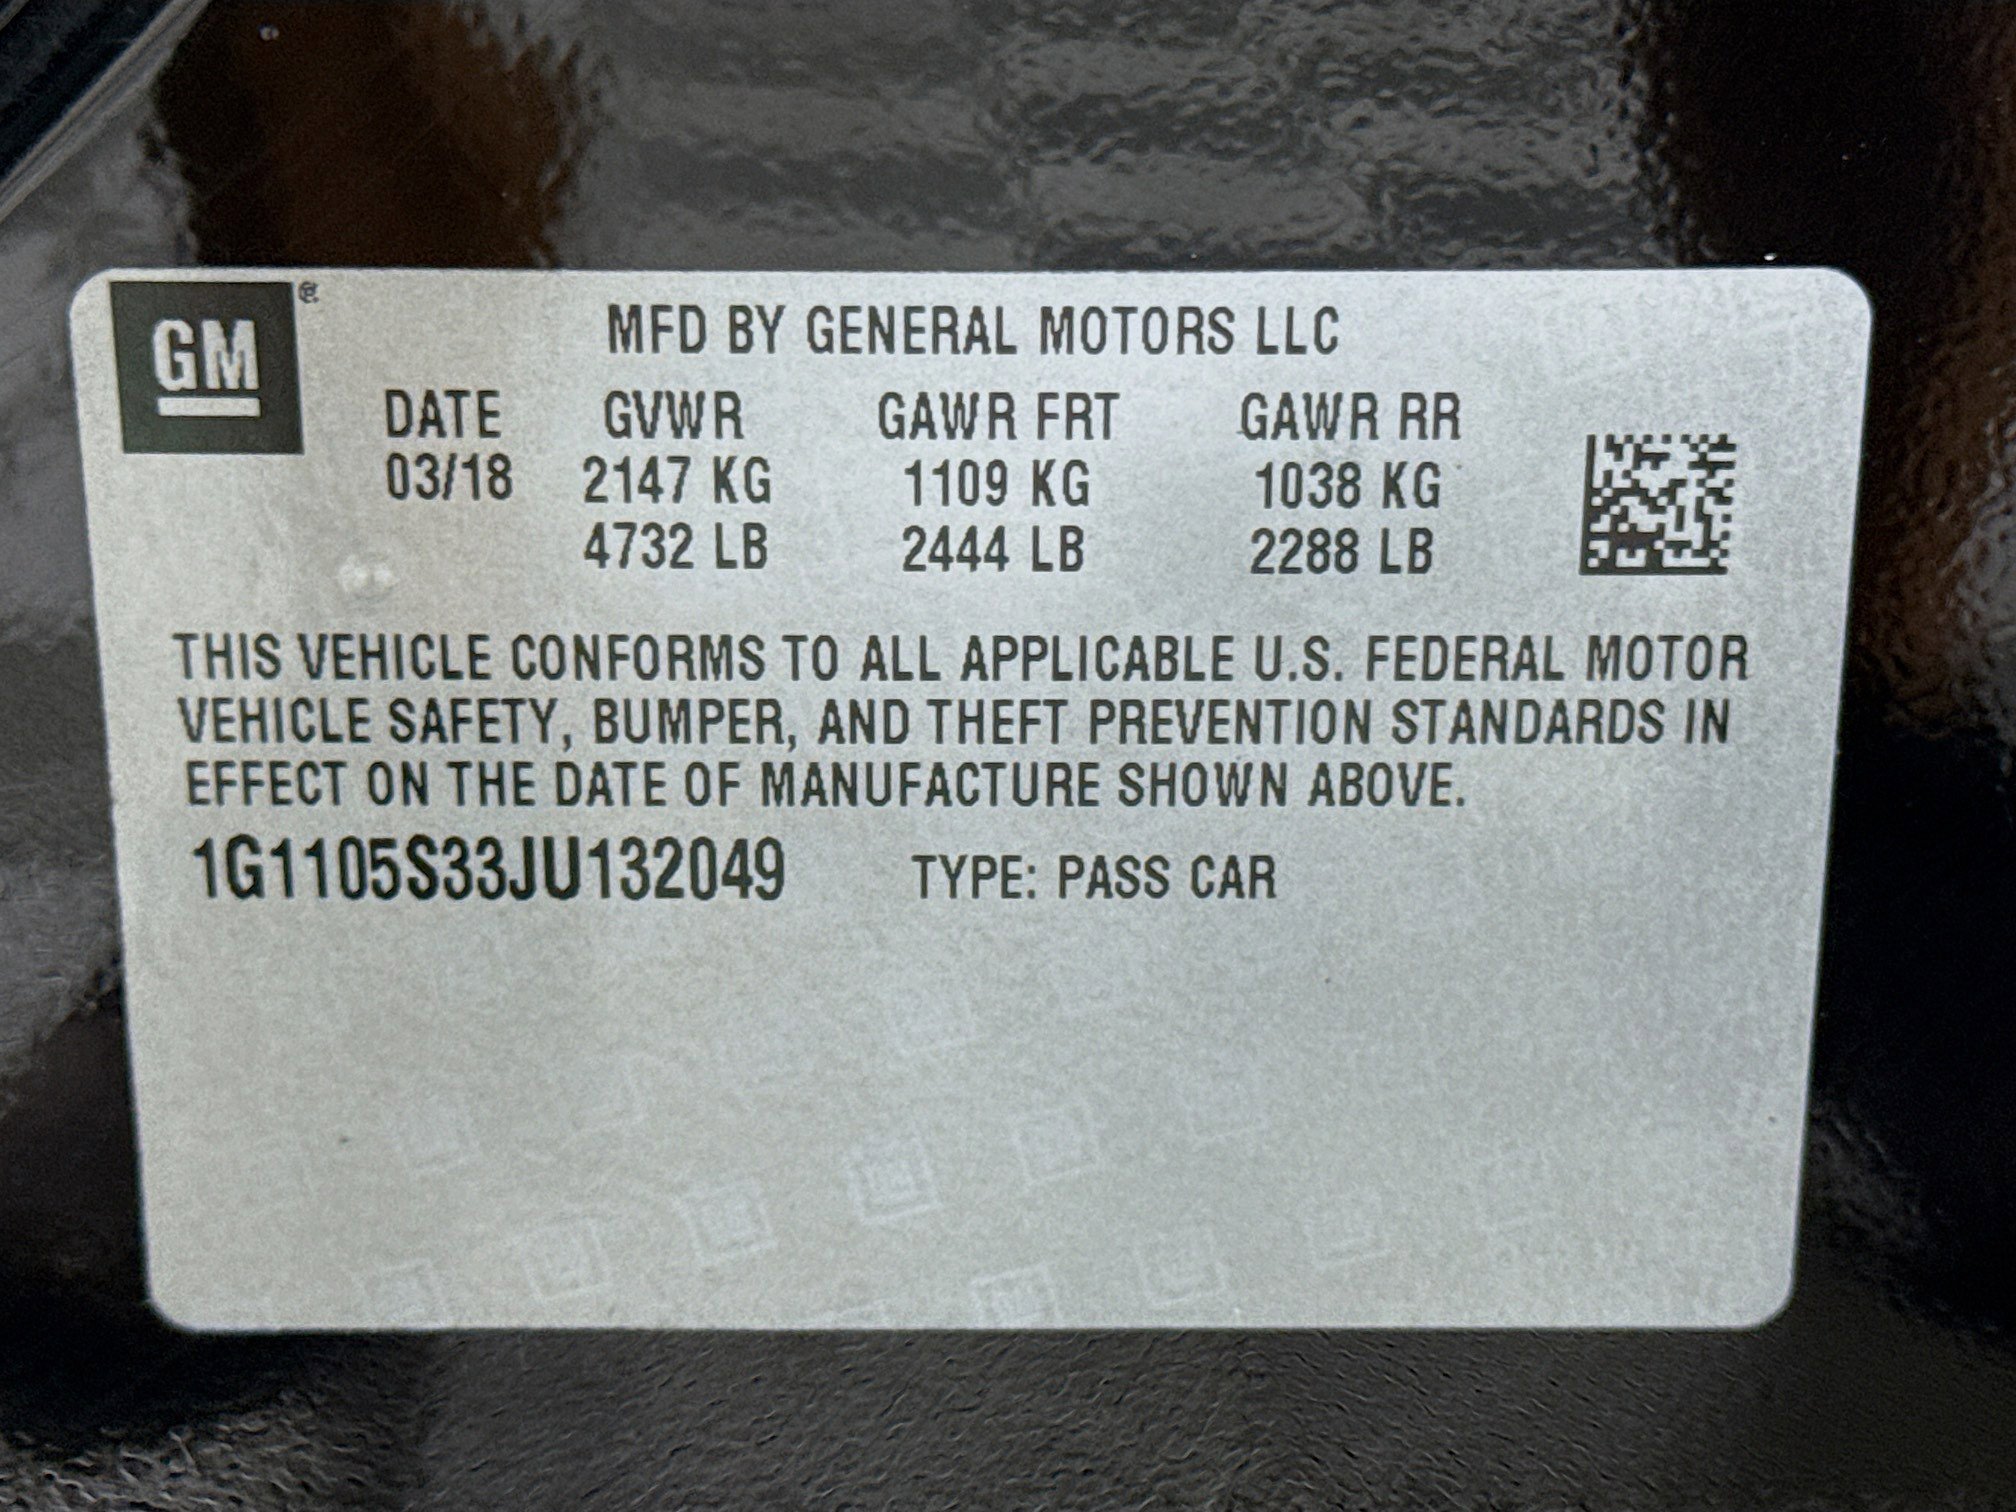 GM
MFD BY GENERAL MOTORS LLC
DATE GVWR GAWR FRT GAWR RR
03/18 2147 KG 1109 KG 1038 KG
4732 LB 2444 LB 2288 LB
THIS VEHICLE CONFORMS TO ALL APPLICABLE U.S. FEDERAL MOTOR
VEHICLE SAFETY, BUMPER, AND THEFT PREVENTION STANDARDS IN
EFFECT ON THE DATE OF MANUFACTURE SHOWN ABOVE.
1G1105S33JU132049 TYPE: PASS CAR